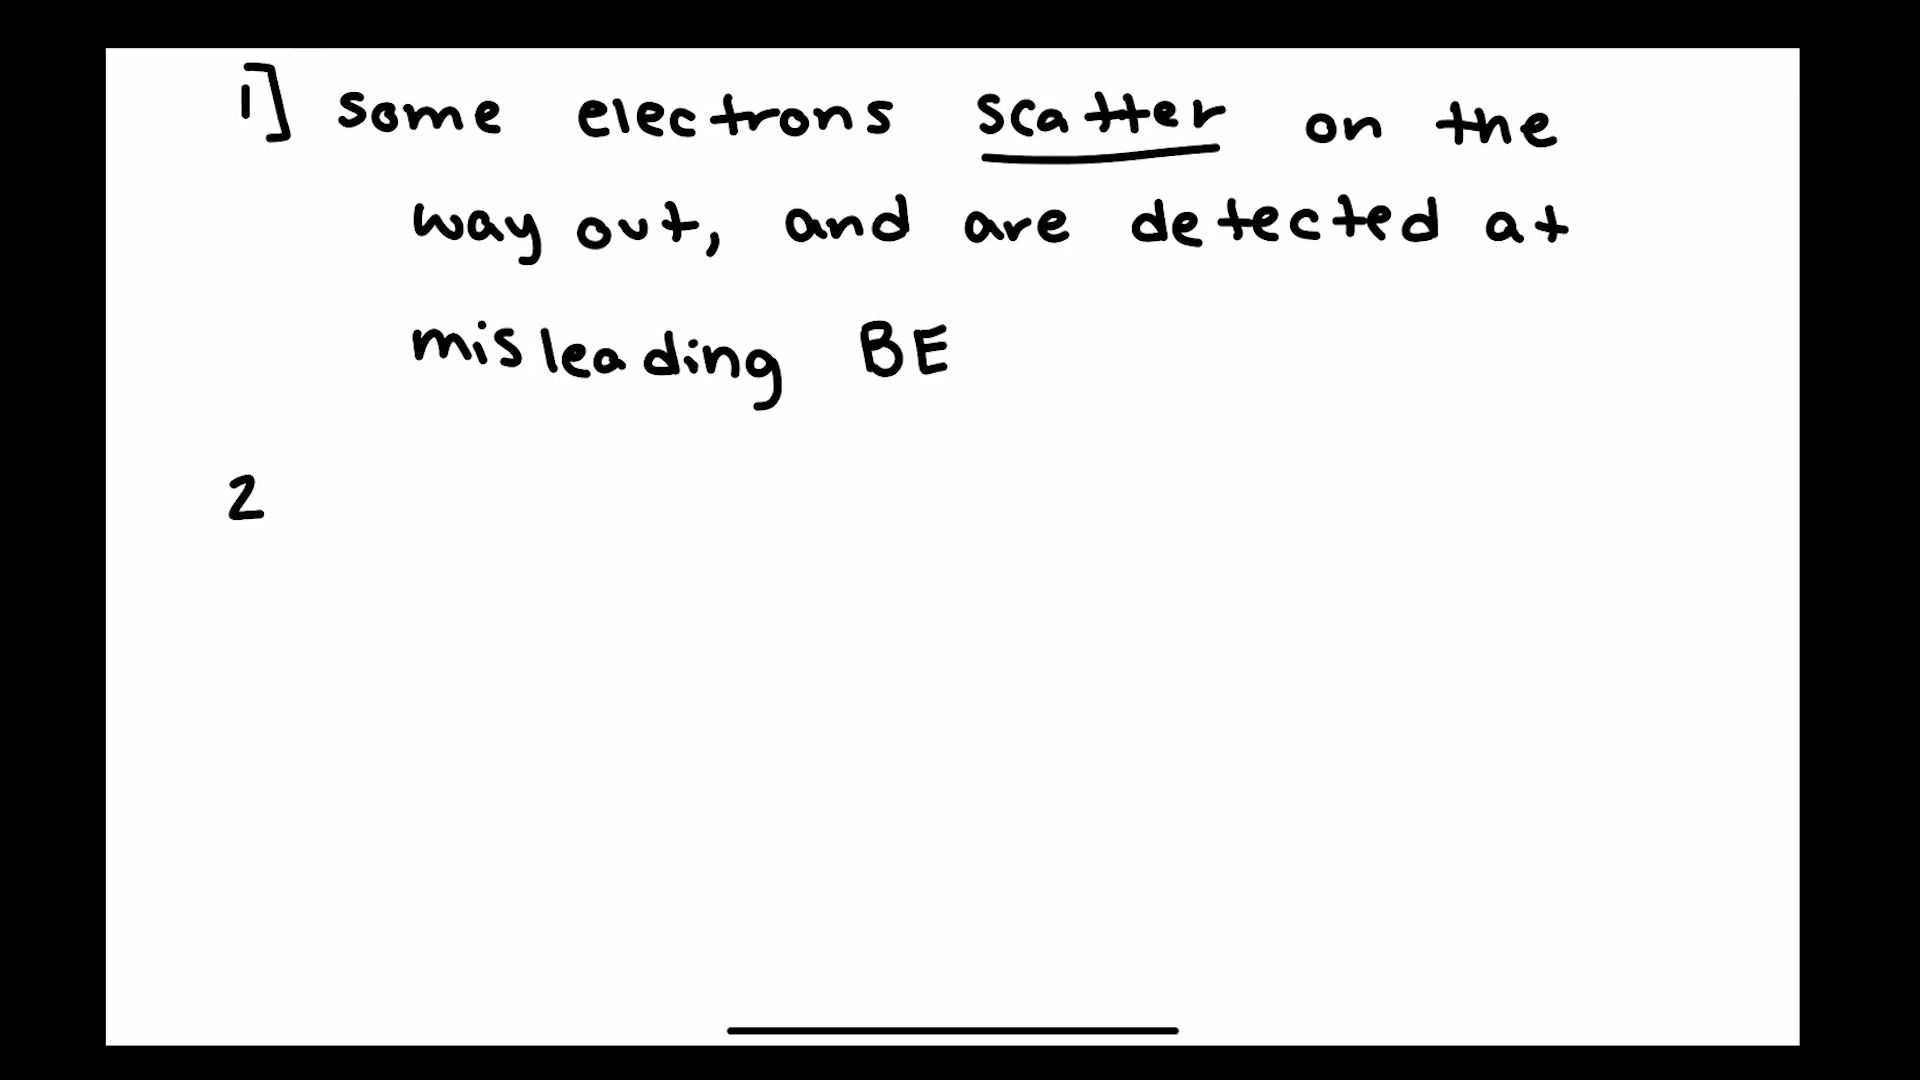 1] some electrons scatter on the
way out, and are detected at
misleading BE
2